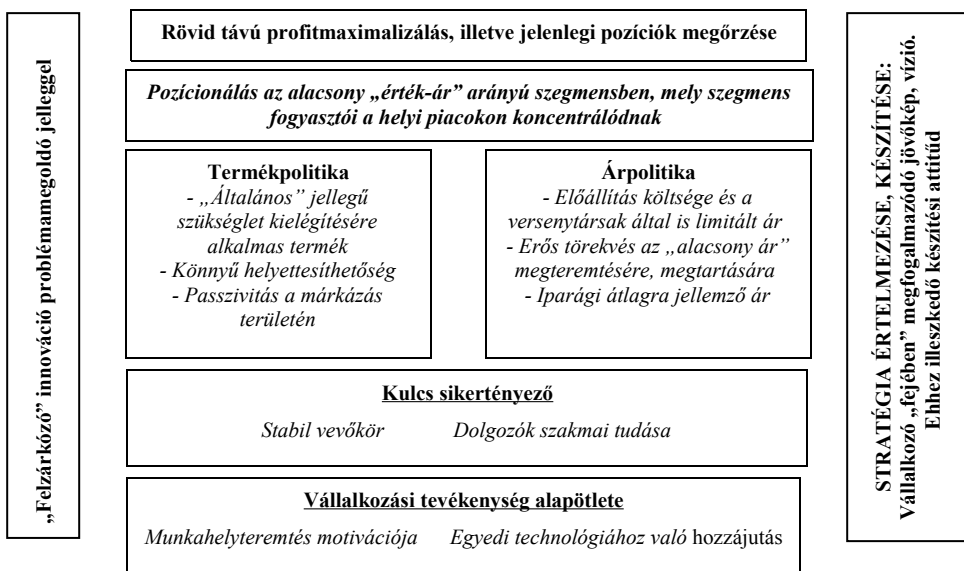 „Felzárkózó” innováció problémamegoldó jelleggel
Rövid távú profitmaximalizálás, illetve jelenlegi pozíciók megőrzése
Pozícionálás az alacsony „érték-ár” arányú szegmensben, mely szegmens
fogyasztói a helyi piacokon koncentrálódnak
Termékpolitika
- „Általános” jellegű
szükséglet kielégítésére
alkalmas termék
- Könnyű helyettesíthetőség
- Passzivitás a márkázás
területén
Árpolitika
- Előállítás költsége és a
versenytársak által is limitált ár
- Erős törekvés az „alacsony ár”
megteremtésére, megtartására
- Iparági átlagra jellemző ár
Kulcs sikertényező
Stabil vevőkör Dolgozók szakmai tudása
Vállalkozási tevékenység alapötlete
Munkahelyteremtés motivációja Egyedi technológiához való hozzájutás
STRATÉGIA ÉRTELMEZÉSE, KÉSZÍTÉSE:
Vállalkozó „fejében” megfogalmazódó jövőkép, vízió.
Ehhez illeszkedő készítési attitűd